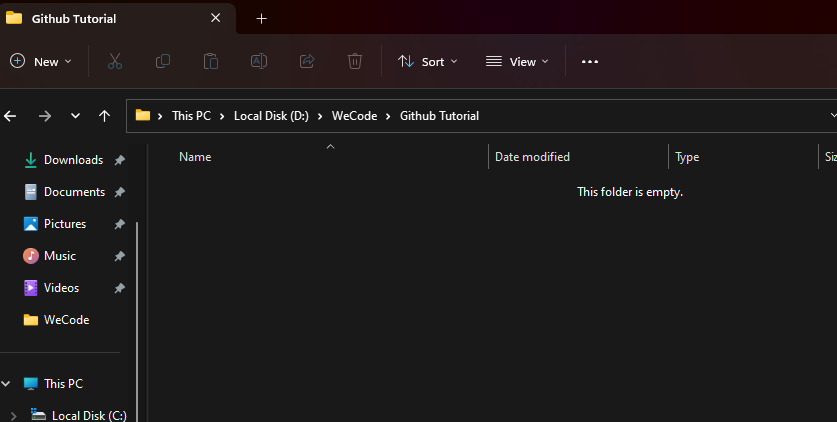 Github Tutorial
New
Sort
View
This PC > Local Disk (D:) > WeCode > Github Tutorial
Name
Date modified
Type
Siz
This folder is empty.
Downloads
Documents
Pictures
Music
Videos
WeCode
This PC
Local Disk (C:)